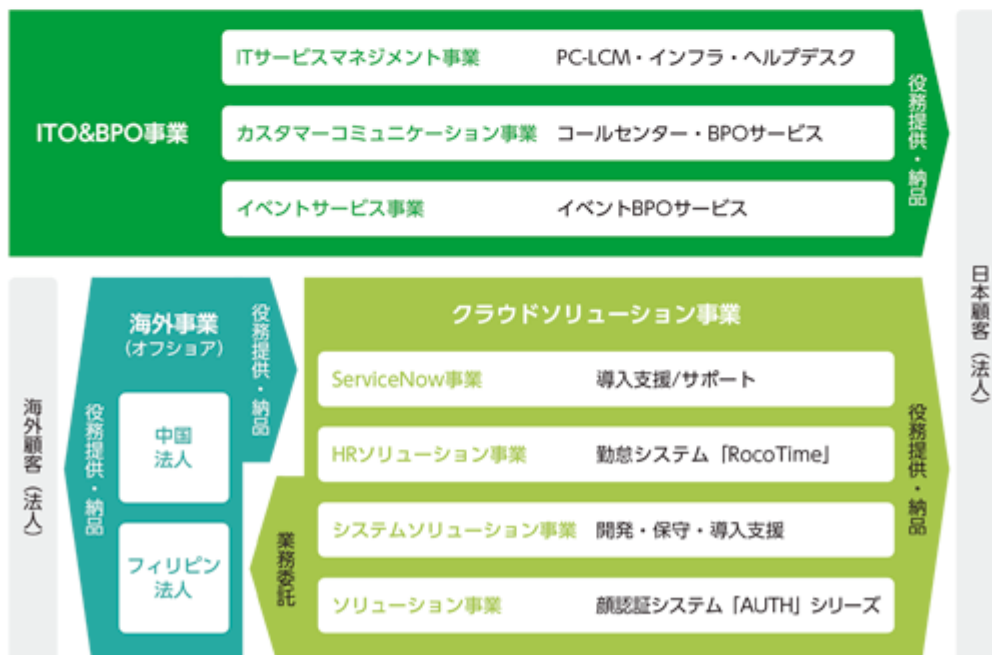 ITO&BPO事業
ITサービスマネジメント事業 PC-LCM・インフラ・ヘルプデスク
カスタマーコミュニケーション事業 コールセンター・BPOサービス
イベントサービス事業 イベントBPOサービス
役務提供・納品
日本顧客（法人）
海外顧客（法人）
役務提供・納品
海外事業
（オフショア）
中国
法人
フィリピン
法人
役務提供・納品
業務委託
クラウドソリューション事業
ServiceNow事業 導入支援/サポート
HRソリューション事業 勤怠システム「RocoTime」
システムソリューション事業 開発・保守・導入支援
ソリューション事業 顔認証システム「AUTH」シリーズ
役務提供・納品